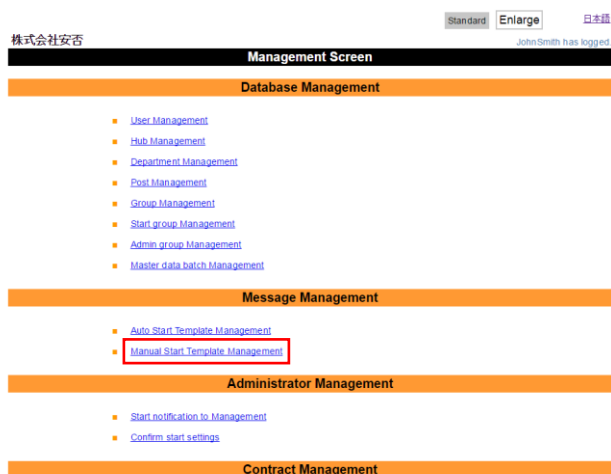 Standard Enlarge 日本語
株式会社安否
JohnSmith has logged
Management Screen
Database Management
User Management
Hub Management
Department Management
Post Management
Group Management
Start group Management
Admin group Management
Master data batch Management
Message Management
Auto Start Template Management
Manual Start Template Management
Administrator Management
Start notification to Management
Confirm start settings
Contract Management